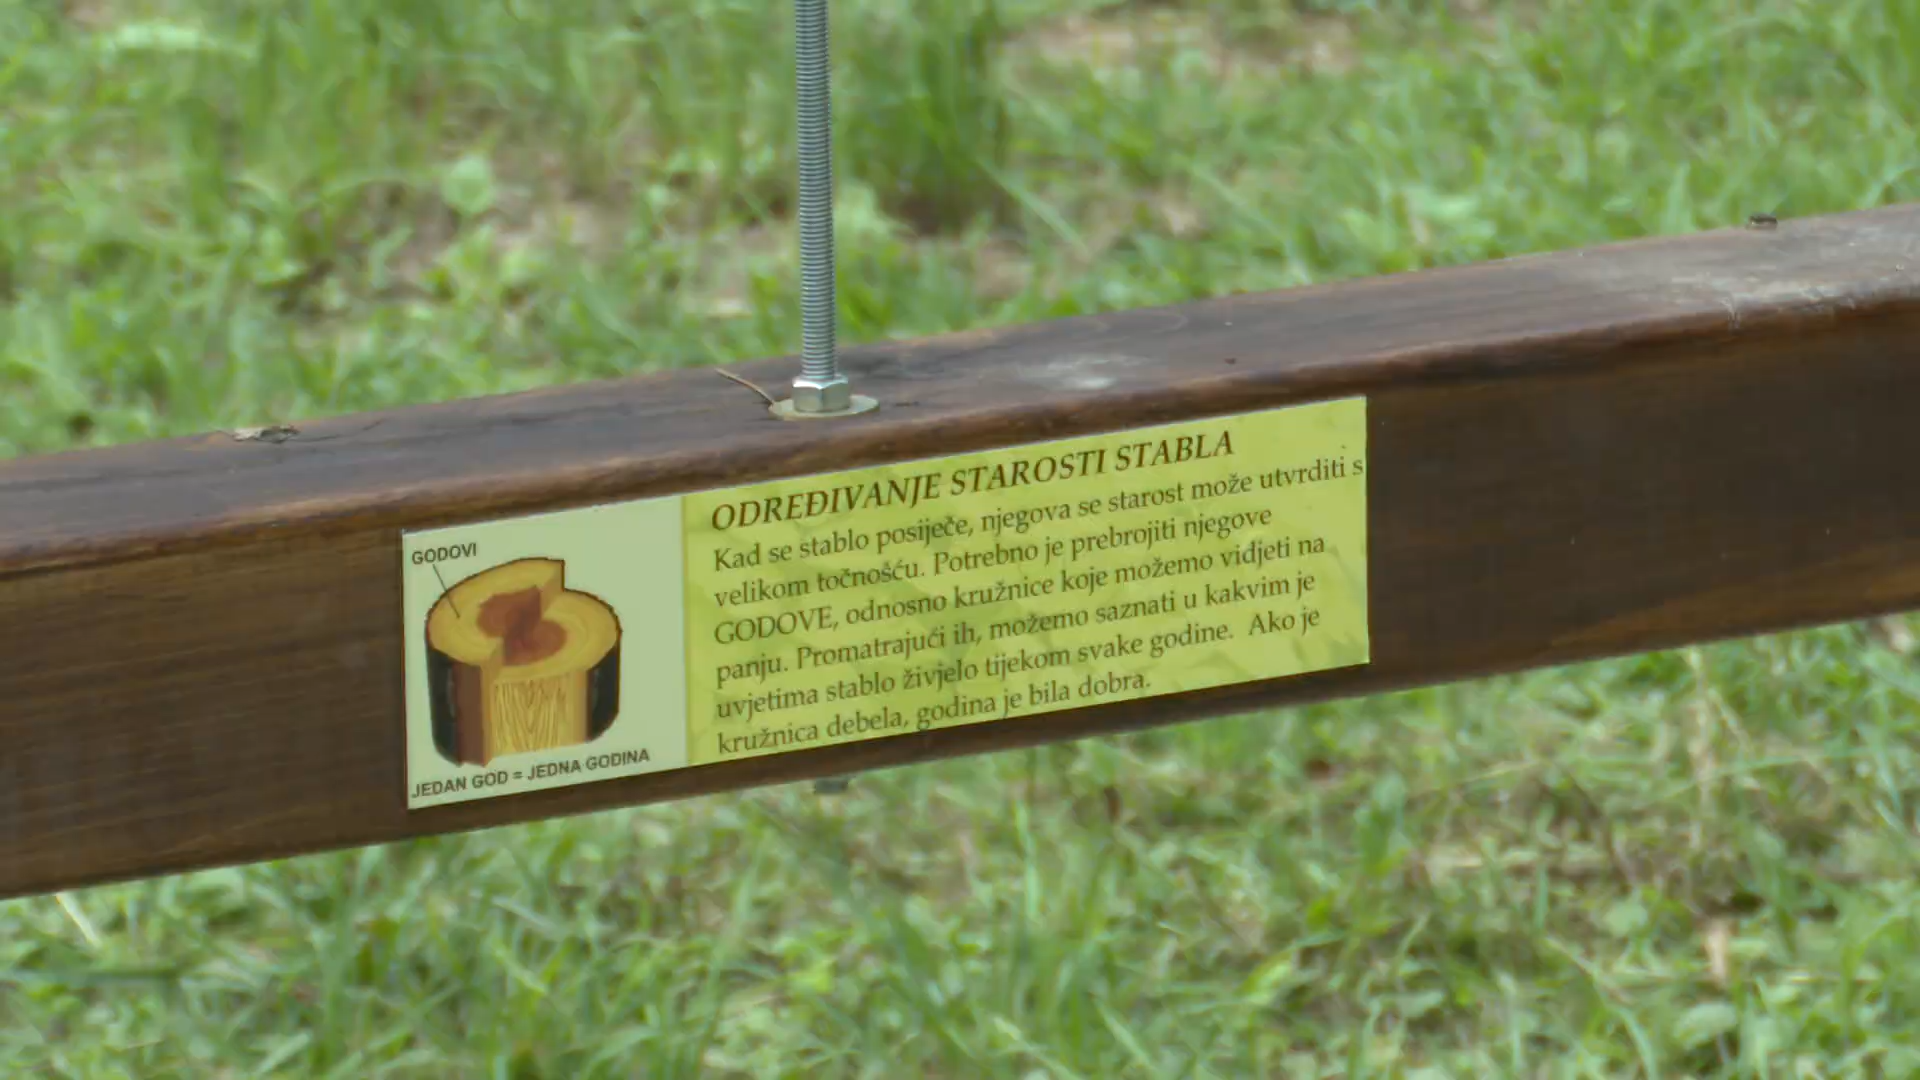 GODOVI
JEDAN GOD = JEDNA GODINA
ODREĐIVANJE STAROSTI STABLA
Kad se stablo posiječe, njegova se starost može utvrditi s
velikom točnošću. Potrebno je prebrojiti njegove
GODOVE, odnosno kružnice koje možemo vidjeti na
panju. Promatrajući ih, možemo saznati u kakvim je
uvjetima stablo živjelo tijekom svake godine. Ako je
kružnica debela, godina je bila dobra.